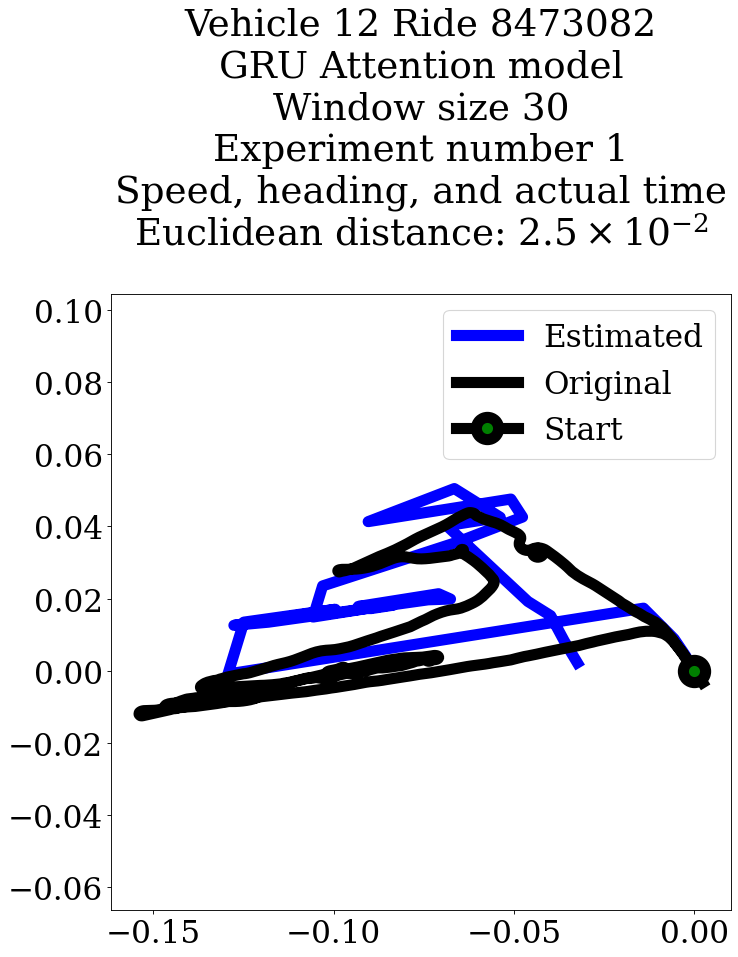 Vehicle 12 Ride 8473082
GRU Attention model
Window size 30
Experiment number 1
Speed, heading, and actual time
Euclidean distance: 2.5 × 10⁻²
Estimated
Original
Start
0.10
0.08
0.06
0.04
0.02
0.00
−0.02
−0.04
−0.06
−0.15
−0.10
−0.05
0.00